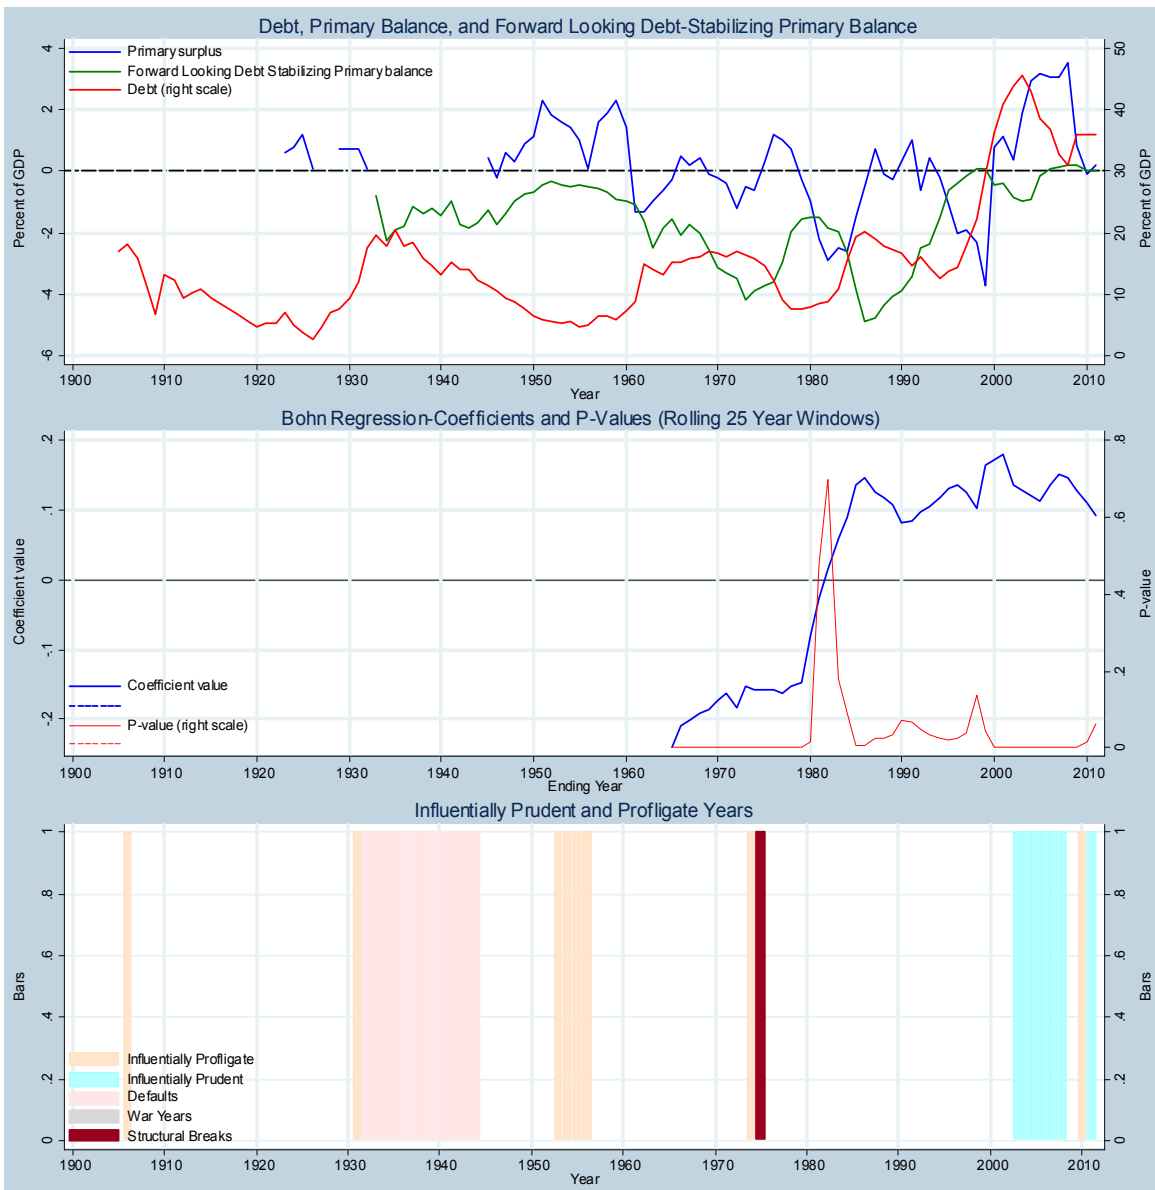 Debt, Primary Balance, and Forward Looking Debt-Stabilizing Primary Balance
Primary surplus
Forward Looking Debt Stabilizing Primary balance
Debt (right scale)
Percent of GDP
4
2
0
-2
-4
-6
Percent of GDP
50
40
30
20
10
0
1900 1910 1920 1930 1940 1950 1960 1970 1980 1990 2000 2010
Year
Bohn Regression-Coefficients and P-Values (Rolling 25 Year Windows)
Coefficient value
.2
.1
0
-.1
-.2
P-value
.8
.6
.4
.2
0
Coefficient value
P-value (right scale)
1900 1910 1920 1930 1940 1950 1960 1970 1980 1990 2000 2010
Ending Year
Influentially Prudent and Profligate Years
Bars
1
.8
.6
.4
.2
0
Bars
1
.8
.6
.4
.2
0
Influentially Profligate
Influentially Prudent
Defaults
War Years
Structural Breaks
1900 1910 1920 1930 1940 1950 1960 1970 1980 1990 2000 2010
Year